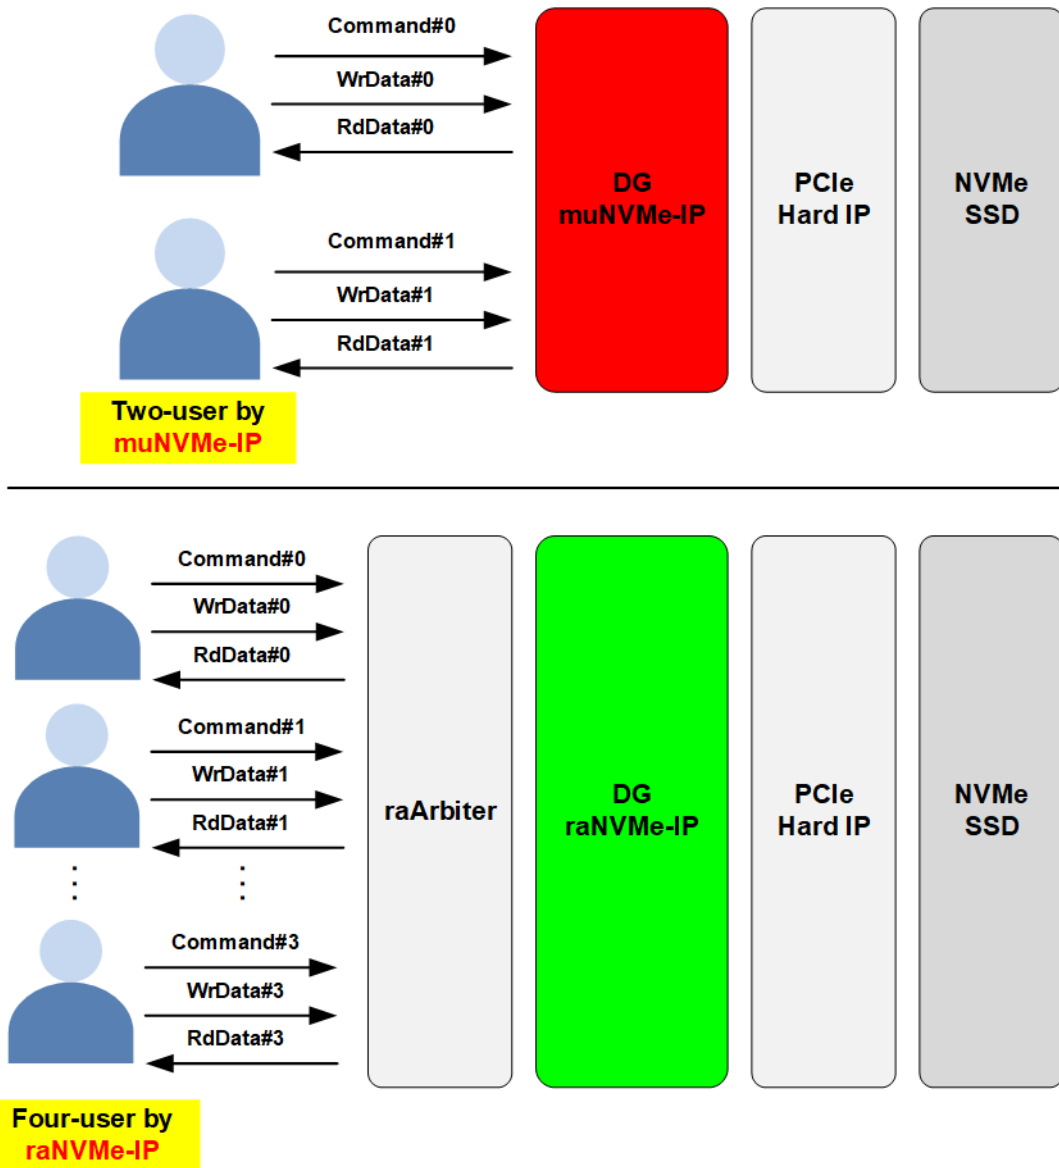 Command#0
WrData#0
RdData#0
Command#1
WrData#1
RdData#1
Two-user by
muNVMe-IP
DG
muNVMe-IP
PCIe
Hard IP
NVMe
SSD
Command#0
WrData#0
RdData#0
Command#1
WrData#1
RdData#1
Command#3
WrData#3
RdData#3
Four-user by
raNVMe-IP
raArbiter
DG
raNVMe-IP
PCIe
Hard IP
NVMe
SSD